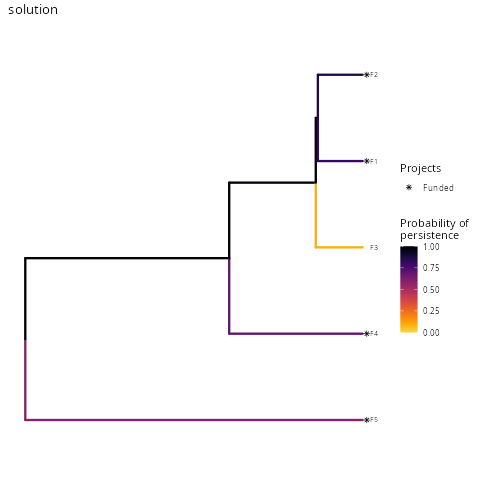 solution
F2
F1
F3
F4
F5
Projects
Funded
Probability of
persistence
1.00
0.75
0.50
0.25
0.00